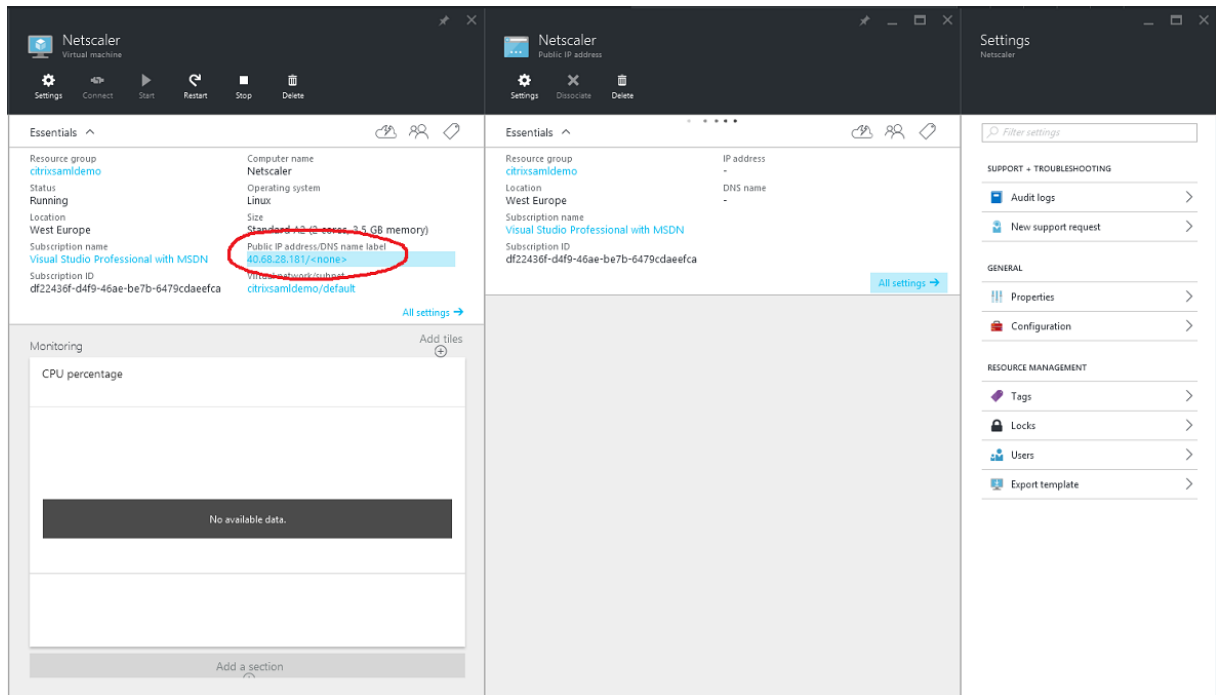 Netscaler
Virtual machine
Settings Connect Start Restart Stop Delete
Essentials
Resource group
citrixsamldemo
Status
Running
Location
West Europe
Subscription name
Visual Studio Professional with MSDN
Subscription ID
df22436f-d4f9-46ae-be7b-6479cdaeefca
Computer name
Netscaler
Operating system
Linux
Size
Standard A2 (2 cores, 3.5 GB memory)
Public IP address/DNS name label
40.68.28.181/<none>
Virtual network/subnet
citrixsamldemo/default
All settings →
Monitoring
Add tiles
CPU percentage
No available data.
Add a section
Netscaler
Public IP address
Settings Dissociate Delete
Essentials
Resource group
citrixsamldemo
Location
West Europe
Subscription name
Visual Studio Professional with MSDN
Subscription ID
df22436f-d4f9-46ae-be7b-6479cdaeefca
IP address
-
DNS name
-
All settings →
Settings
Netscaler
Filter settings
SUPPORT + TROUBLESHOOTING
Audit logs
New support request
GENERAL
Properties
Configuration
RESOURCE MANAGEMENT
Tags
Locks
Users
Export template